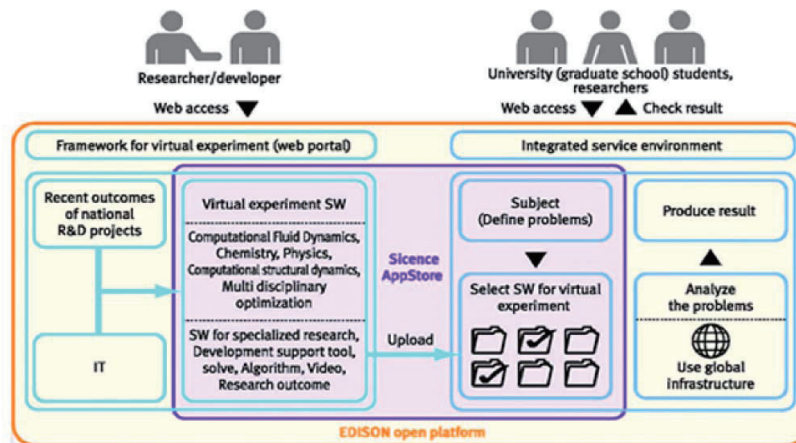 Researcher/developer
University (graduate school) students,
researchers
Web access
Web access
Check result
Framework for virtual experiment (web portal)
Integrated service environment
Recent outcomes
of national
R&D projects
IT
Virtual experiment SW
Computational Fluid Dynamics,
Chemistry, Physics,
Computational structural dynamics,
Multi disciplinary
optimization
SW for specialized research,
Development support tool,
solve, Algorithm, Video,
Research outcome
Sicence
AppStore
Upload
Subject
(Define problems)
Select SW for virtual
experiment
Produce result
Analyze
the problems
Use global
infrastructure
EDISON open platform